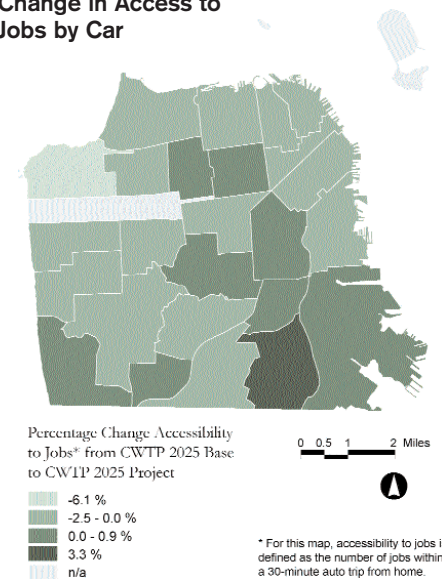 Change in Access to
Jobs by Car
Percentage Change Accessibility
to Jobs* from CWTP 2025 Base
to CWTP 2025 Project
-6.1 %
-2.5 - 0.0 %
0.0 - 0.9 %
3.3 %
n/a
0 0.5 1 2 Miles
* For this map, accessibility to jobs i
defined as the number of jobs within
a 30-minute auto trip from home.